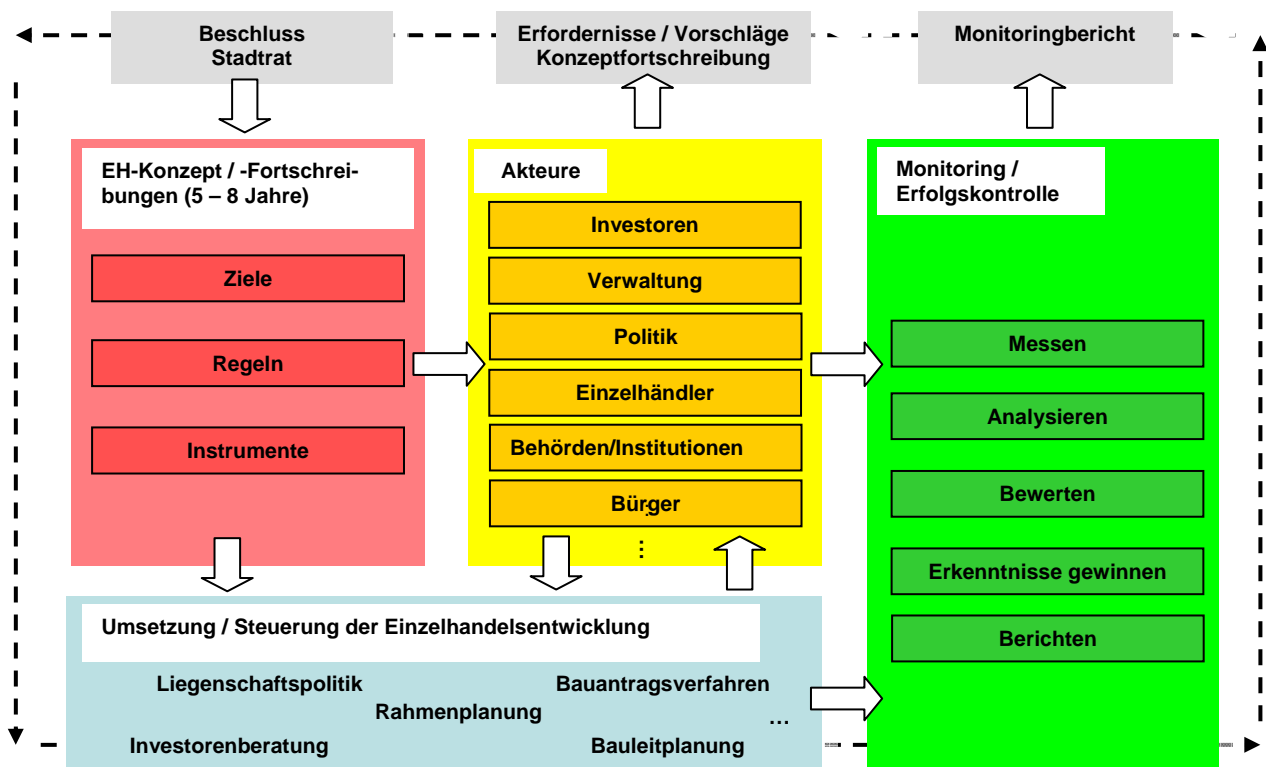 Beschluss
Stadtrat
Erfordernisse / Vorschläge
Konzeptfortschreibung
Monitoringbericht
EH-Konzept / -Fortschrei-
bungen (5 – 8 Jahre)
Ziele
Regeln
Instrumente
Akteure
Investoren
Verwaltung
Politik
Einzelhändler
Behörden/Institutionen
Bürger
...
Monitoring /
Erfolgskontrolle
Messen
Analysieren
Bewerten
Erkenntnisse gewinnen
Berichten
Umsetzung / Steuerung der Einzelhandelsentwicklung
Liegenschaftspolitik
Bauantragsverfahren
Rahmenplanung
...
Investorenberatung
Bauleitplanung